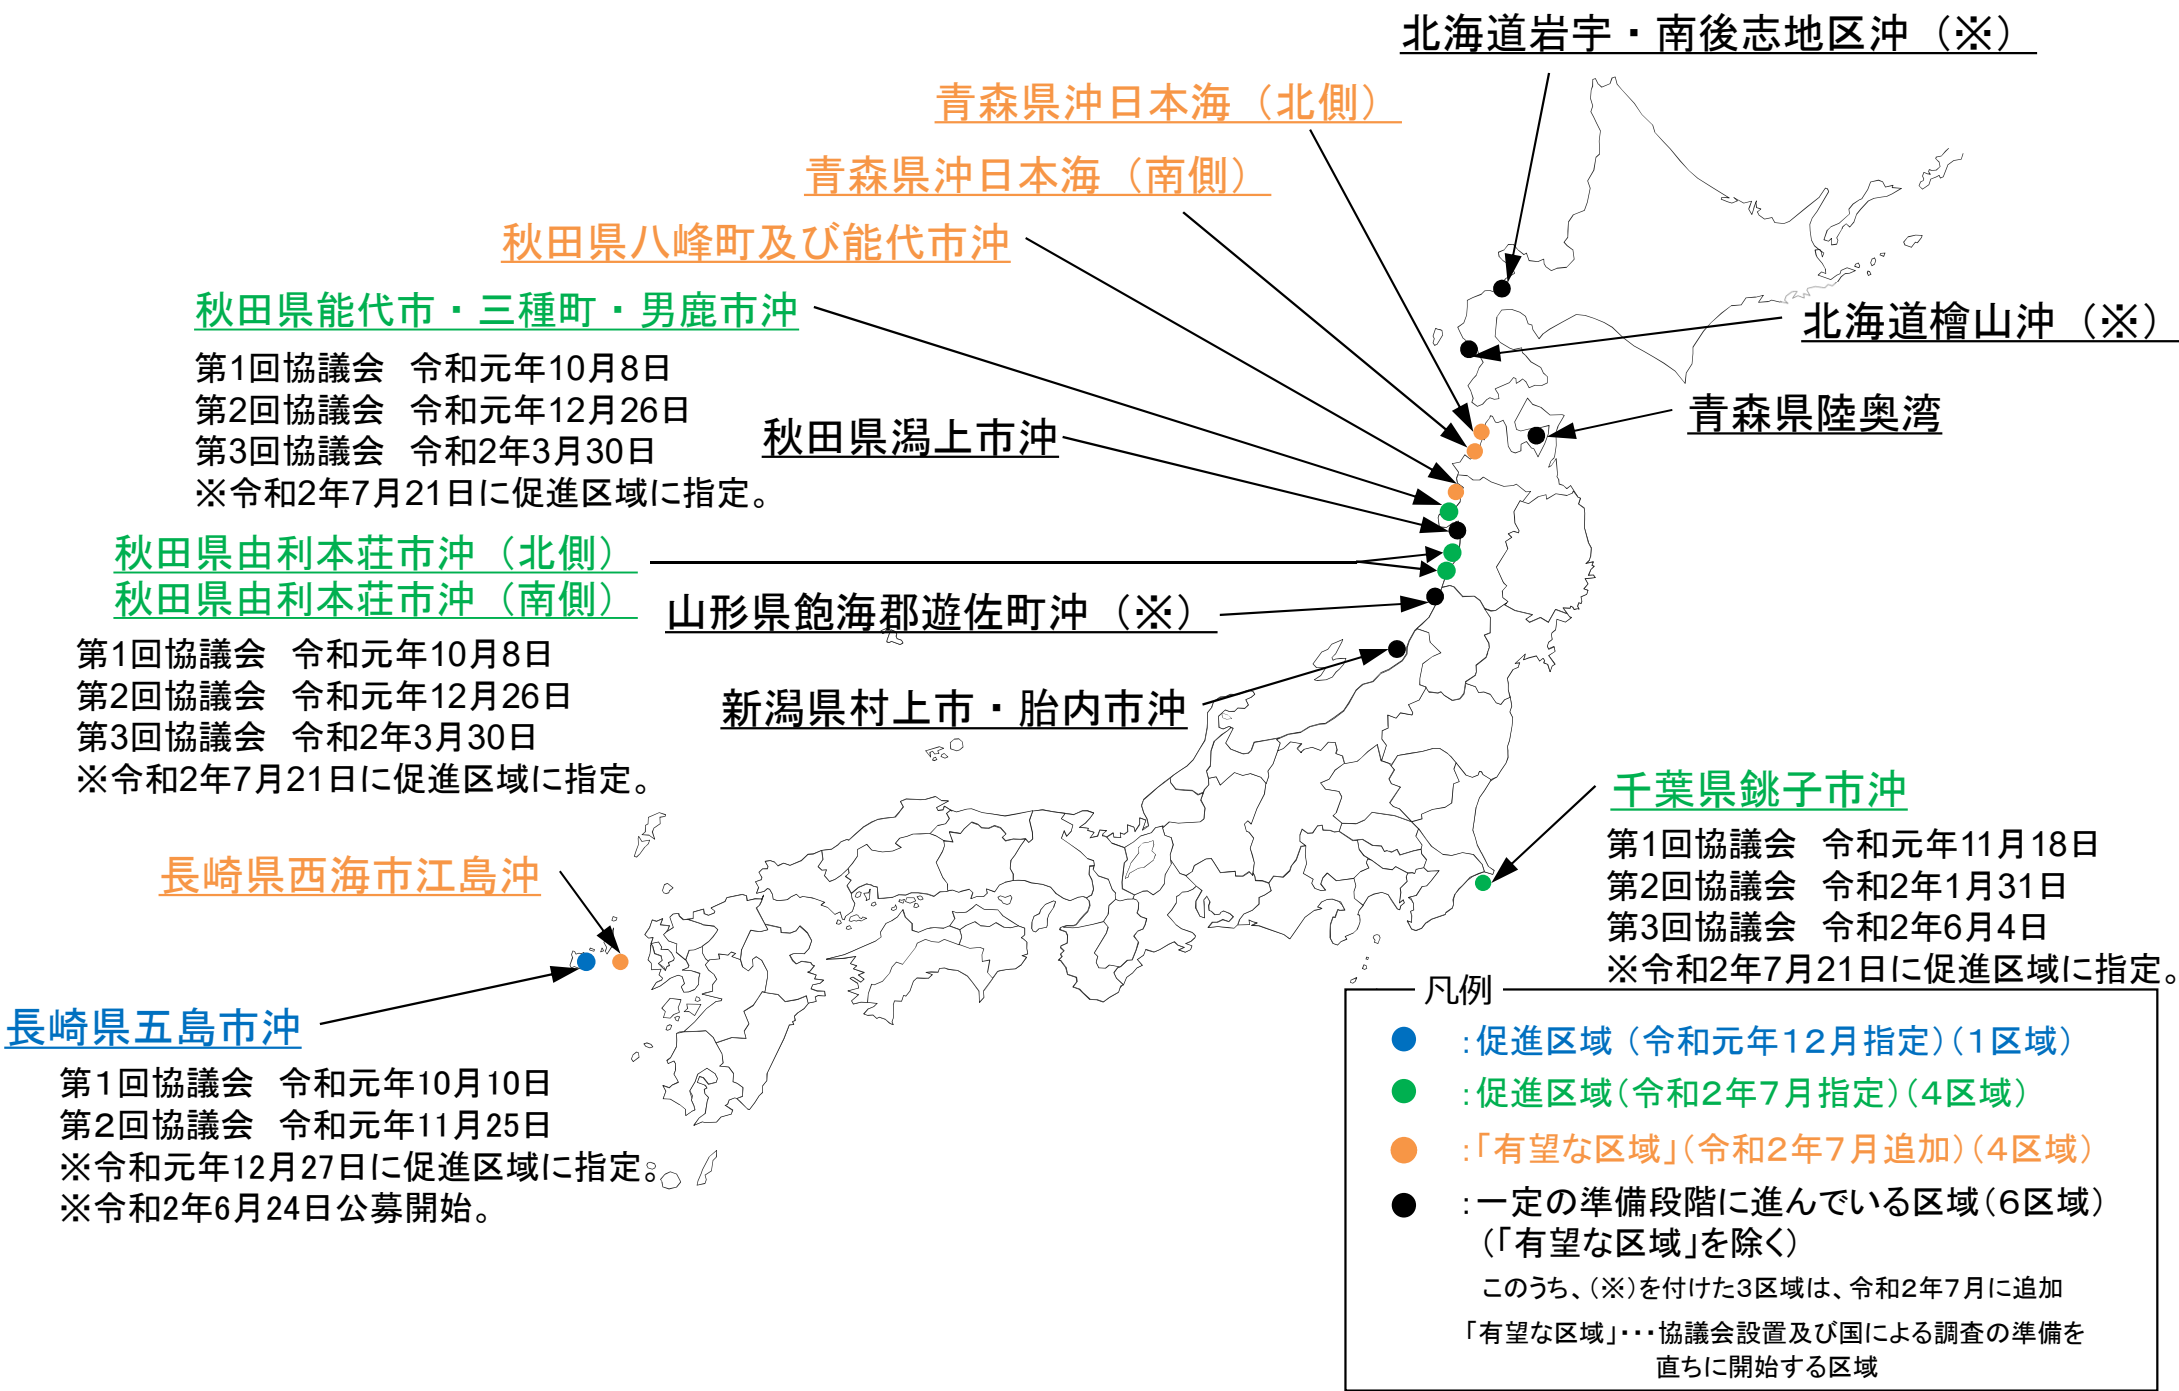 北海道岩宇・南後志地区沖（※）
青森県沖日本海（北側）
青森県沖日本海（南側）
秋田県八峰町及び能代市沖
秋田県能代市・三種町・男鹿市沖
第1回協議会　令和元年10月8日
第2回協議会　令和元年12月26日
第3回協議会　令和2年3月30日
※令和2年7月21日に促進区域に指定。
北海道檜山沖（※）
青森県陸奥湾
秋田県潟上市沖
秋田県由利本荘市沖（北側）
秋田県由利本荘市沖（南側）
第1回協議会　令和元年10月8日
第2回協議会　令和元年12月26日
第3回協議会　令和2年3月30日
※令和2年7月21日に促進区域に指定。
山形県飽海郡遊佐町沖（※）
新潟県村上市・胎内市沖
千葉県銚子市沖
第1回協議会　令和元年11月18日
第2回協議会　令和2年1月31日
第3回協議会　令和2年6月4日
※令和2年7月21日に促進区域に指定。
長崎県西海市江島沖
長崎県五島市沖
第１回協議会　令和元年10月10日
第２回協議会　令和元年11月25日
※令和元年12月27日に促進区域に指定。
※令和2年6月24日公募開始。
凡例
：促進区域（令和元年１２月指定）（１区域）
：促進区域（令和２年７月指定）（４区域）
：「有望な区域」（令和２年７月追加）（４区域）
：一定の準備段階に進んでいる区域（６区域）
（「有望な区域」を除く）
このうち、（※）を付けた３区域は、令和２年７月に追加
「有望な区域」・・・協議会設置及び国による調査の準備を
直ちに開始する区域